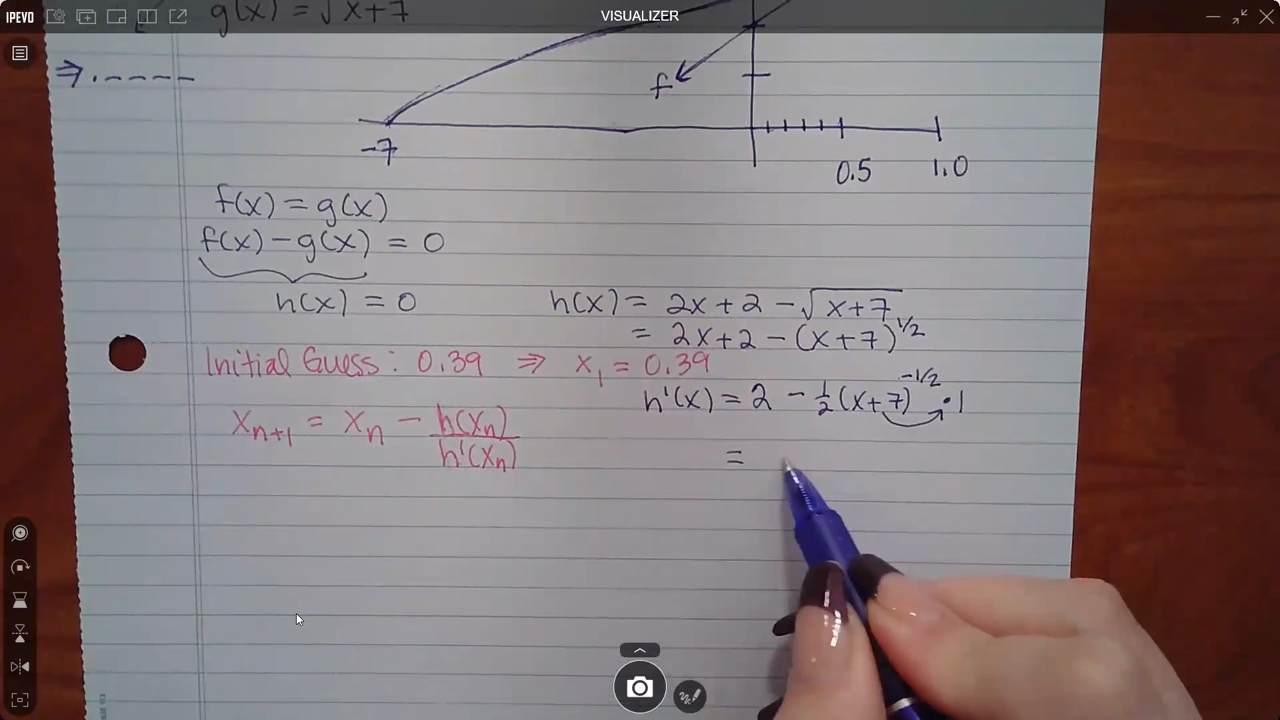 IPEVO
VISUALIZER
g(x) = √x+7
⇒ . - - - - -
f
-7
0.5 1.0
f(x) = g(x)
f(x) - g(x) = 0
h(x) = 0
h(x) = 2x + 2 - √x+7
= 2x + 2 - (x+7)^1/2
Initial Guess: 0.39 ⇒ x₁ = 0.39
h'(x) = 2 - 1/2 (x+7)^-1/2 · 1
xₙ₊₁ = xₙ - h(xₙ)/h'(xₙ)
=